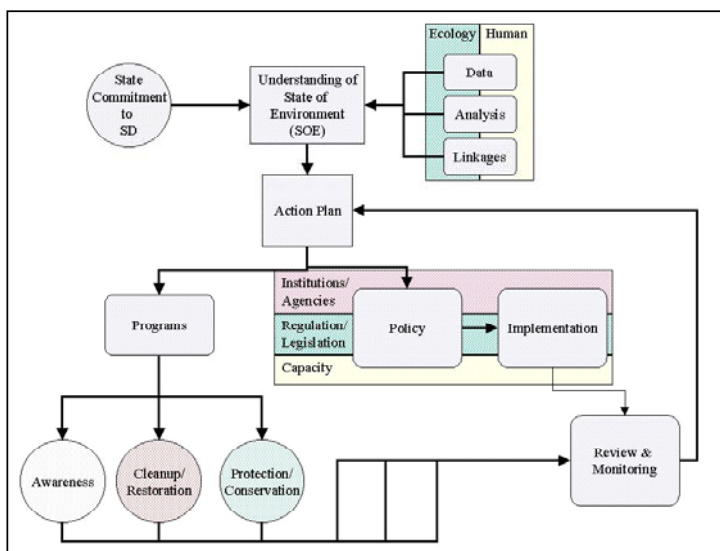 Ecology
Human
State
Commitment
to
SD
Understanding of
State of
Environment
(SOE)
Data
Analysis
Linkages
Action Plan
Institutions/
Agencies
Programs
Regulation/
Legislation
Policy
Implementation
Capacity
Review &
Monitoring
Awareness
Cleanup/
Restoration
Protection/
Conservation